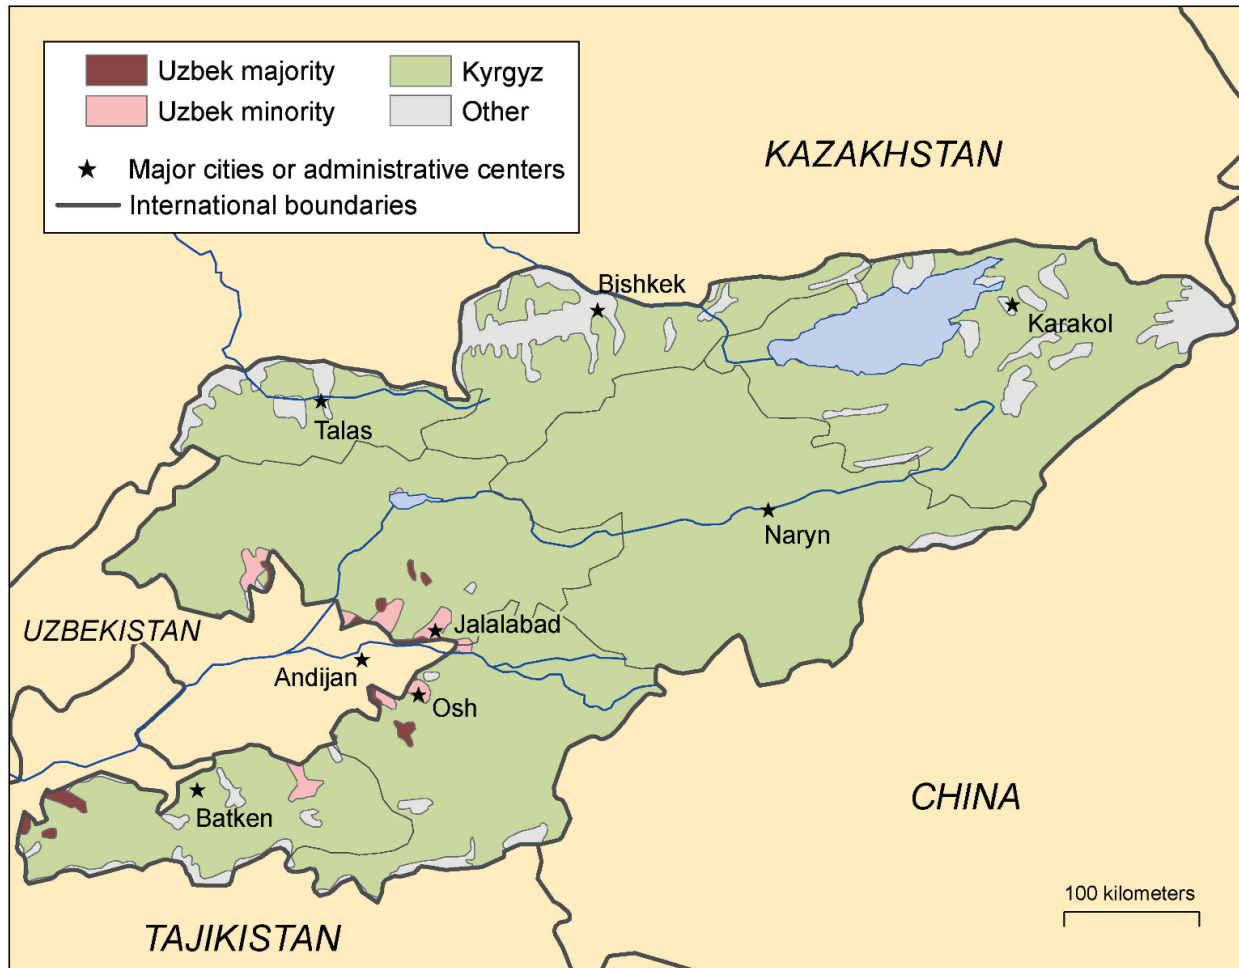 Uzbek majority
Kyrgyz
Uzbek minority
Other
Major cities or administrative centers
International boundaries
KAZAKHSTAN
Bishkek
Karakol
Talas
Naryn
UZBEKISTAN
Jalalabad
Andijan
Osh
Batken
CHINA
100 kilometers
TAJIKISTAN